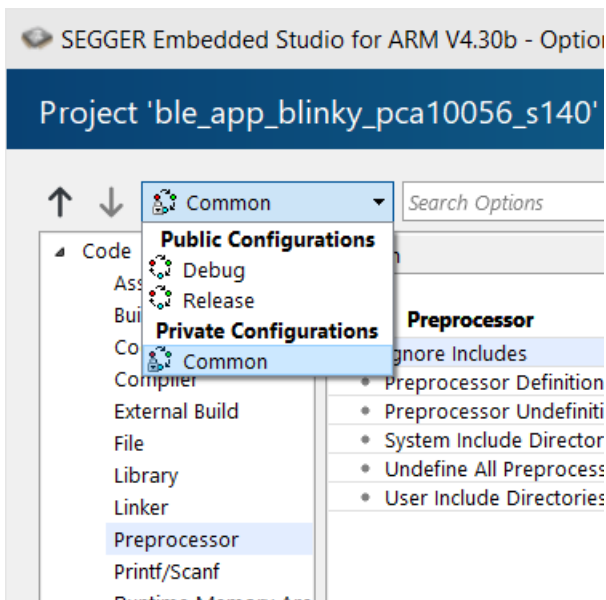 SEGGER Embedded Studio for ARM V4.30b - Option
Project 'ble_app_blinky_pca10056_s140'
Common
Search Options
Public Configurations
Debug
Release
Private Configurations
Common
Code
External Build
File
Library
Linker
Preprocessor
Printf/Scanf
Preprocessor
gnore Includes
Preprocessor Definition
Preprocessor Undefiniti
System Include Director
Undefine All Preprocess
User Include Directories